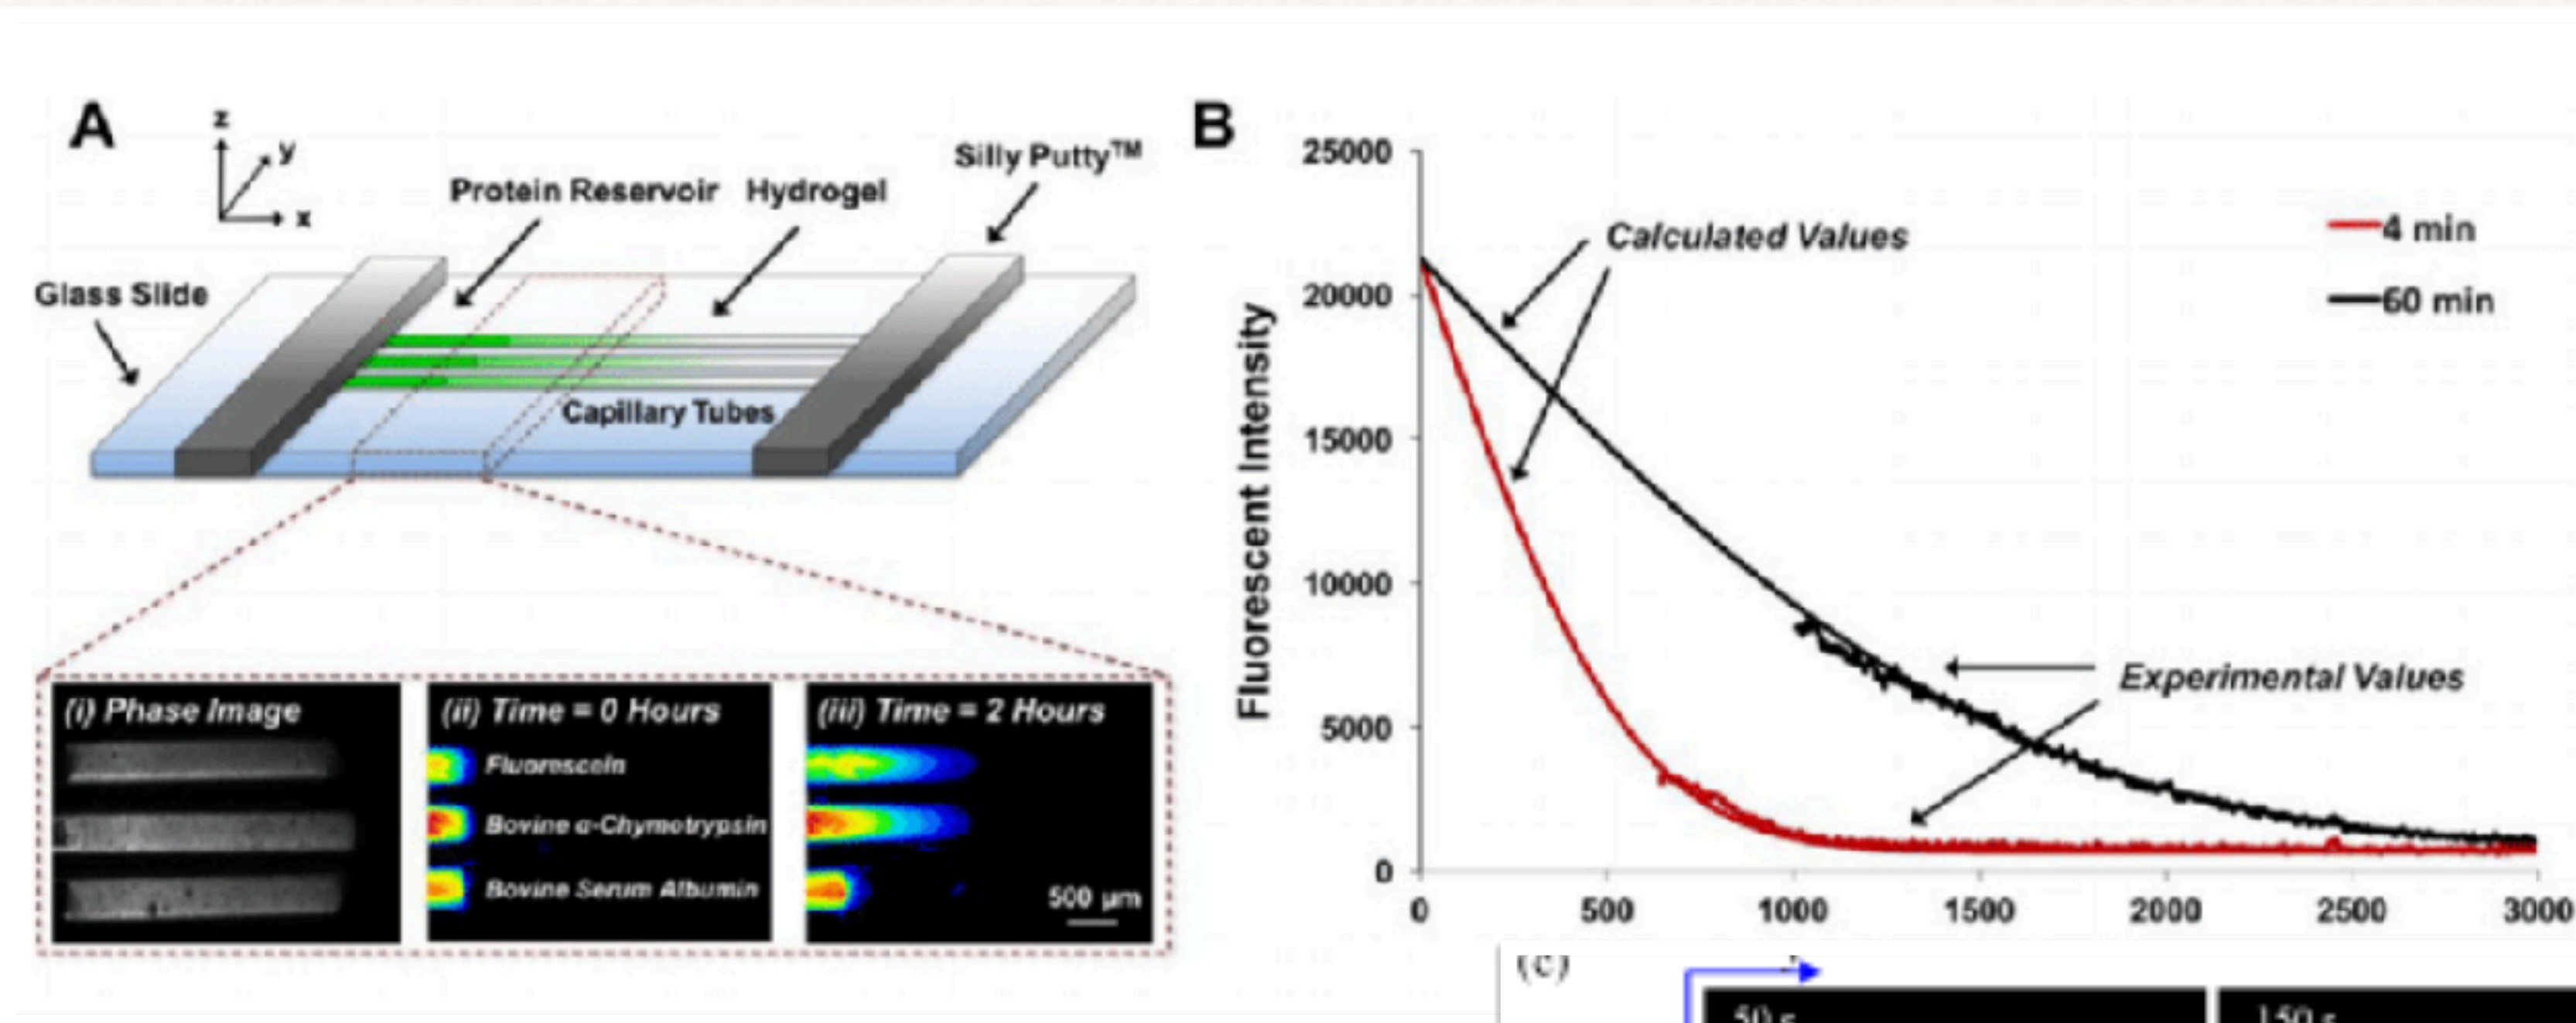 A
z
y
x
Protein Reservoir
Hydrogel
Silly Putty™
Glass Slide
Capillary Tubes
(i) Phase Image
(ii) Time = 0 Hours
Fluorescein
Bovine α-Chymotrypsin
Bovine Serum Albumin
(iii) Time = 2 Hours
500 µm
B
Fluorescent Intensity
25000
20000
15000
10000
5000
0
0
500
1000
1500
2000
2500
3000
Calculated Values
4 min
60 min
Experimental Values
(c)
50 s
150 s